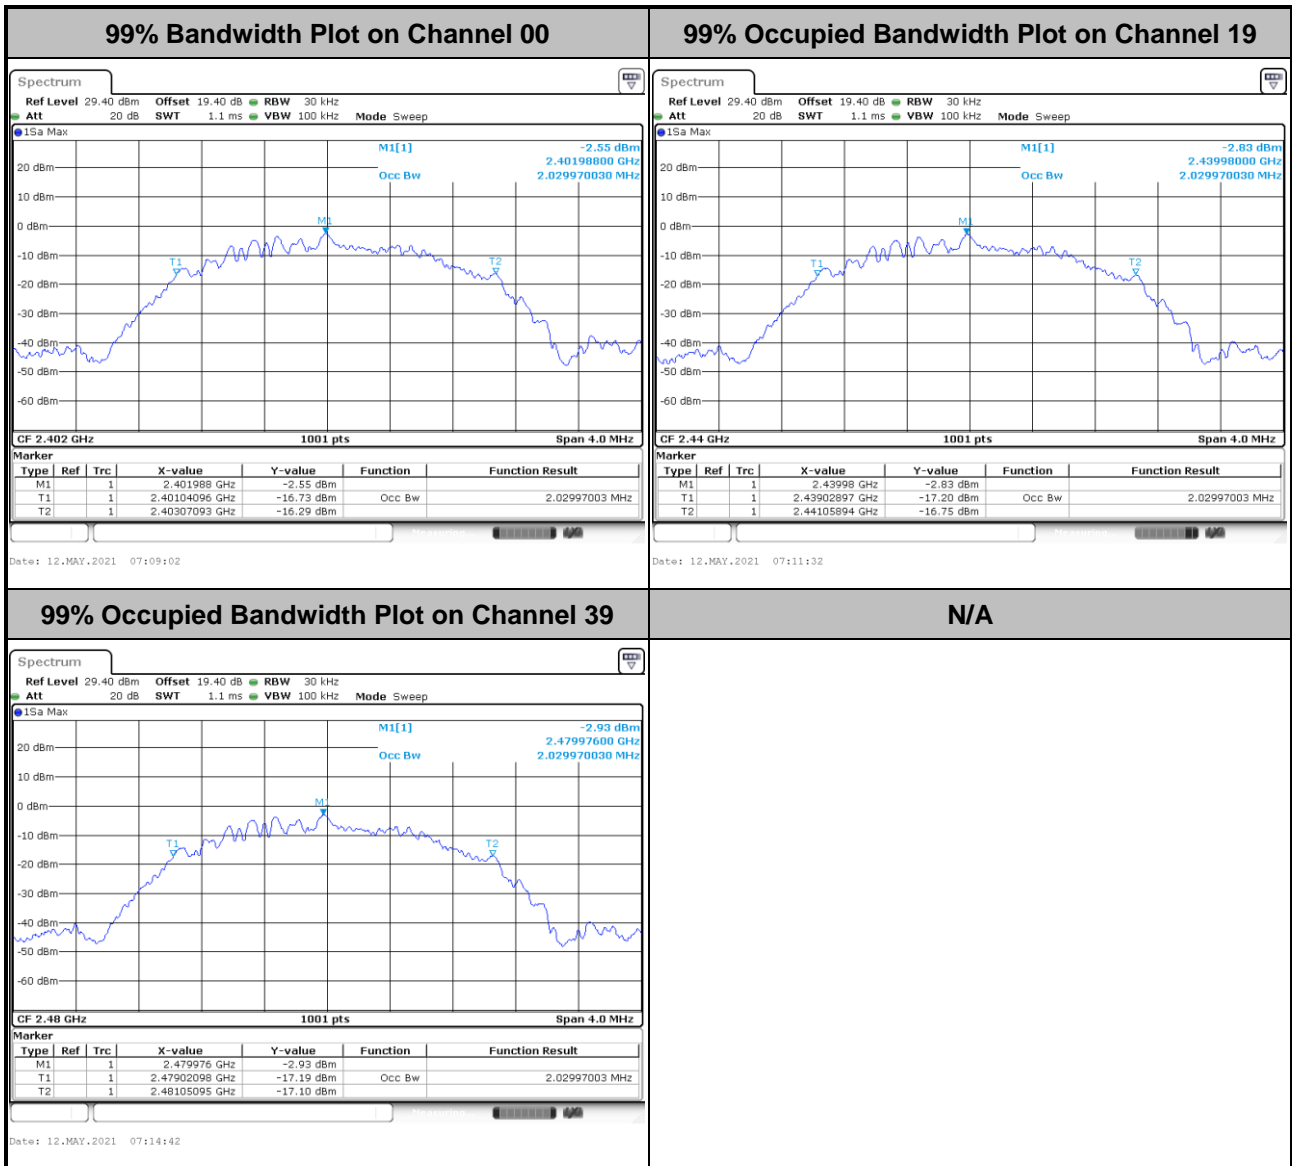 99% Bandwidth Plot on Channel 00
Spectrum
Ref Level 29.40 dBm Offset 19.40 dB RBW 30 kHz
Att 20 dB SWT 1.1 ms VBW 100 kHz Mode Sweep
1Sa Max
M1[1] -2.55 dBm
2.40198800 GHz
Occ Bw 2.029970030 MHz
20 dBm
10 dBm
0 dBm
-10 dBm
-20 dBm
-30 dBm
-40 dBm
-50 dBm
-60 dBm
M1
T1
T2
CF 2.402 GHz 1001 pts Span 4.0 MHz
Marker
Type Ref Trc X-value Y-value Function Function Result
M1 1 2.401988 GHz -2.55 dBm
T1 1 2.40104096 GHz -16.73 dBm Occ Bw 2.02997003 MHz
T2 1 2.40307093 GHz -16.29 dBm
Date: 12.MAY.2021 07:09:02
99% Occupied Bandwidth Plot on Channel 19
Spectrum
Ref Level 29.40 dBm Offset 19.40 dB RBW 30 kHz
Att 20 dB SWT 1.1 ms VBW 100 kHz Mode Sweep
1Sa Max
M1[1] -2.83 dBm
2.43998000 GHz
Occ Bw 2.029970030 MHz
20 dBm
10 dBm
0 dBm
-10 dBm
-20 dBm
-30 dBm
-40 dBm
-50 dBm
-60 dBm
M1
T1
T2
CF 2.44 GHz 1001 pts Span 4.0 MHz
Marker
Type Ref Trc X-value Y-value Function Function Result
M1 1 2.43998 GHz -2.83 dBm
T1 1 2.43902897 GHz -17.20 dBm Occ Bw 2.02997003 MHz
T2 1 2.44105894 GHz -16.75 dBm
Measuring...
Date: 12.MAY.2021 07:11:32
99% Occupied Bandwidth Plot on Channel 39
Spectrum
Ref Level 29.40 dBm Offset 19.40 dB RBW 30 kHz
Att 20 dB SWT 1.1 ms VBW 100 kHz Mode Sweep
1Sa Max
M1[1] -2.93 dBm
2.47997600 GHz
Occ Bw 2.029970030 MHz
20 dBm
10 dBm
0 dBm
-10 dBm
-20 dBm
-30 dBm
-40 dBm
-50 dBm
-60 dBm
M1
T1
T2
CF 2.48 GHz 1001 pts Span 4.0 MHz
Marker
Type Ref Trc X-value Y-value Function Function Result
M1 1 2.479976 GHz -2.93 dBm
T1 1 2.47902098 GHz -17.19 dBm Occ Bw 2.02997003 MHz
T2 1 2.48105095 GHz -17.10 dBm
Date: 12.MAY.2021 07:14:42
N/A